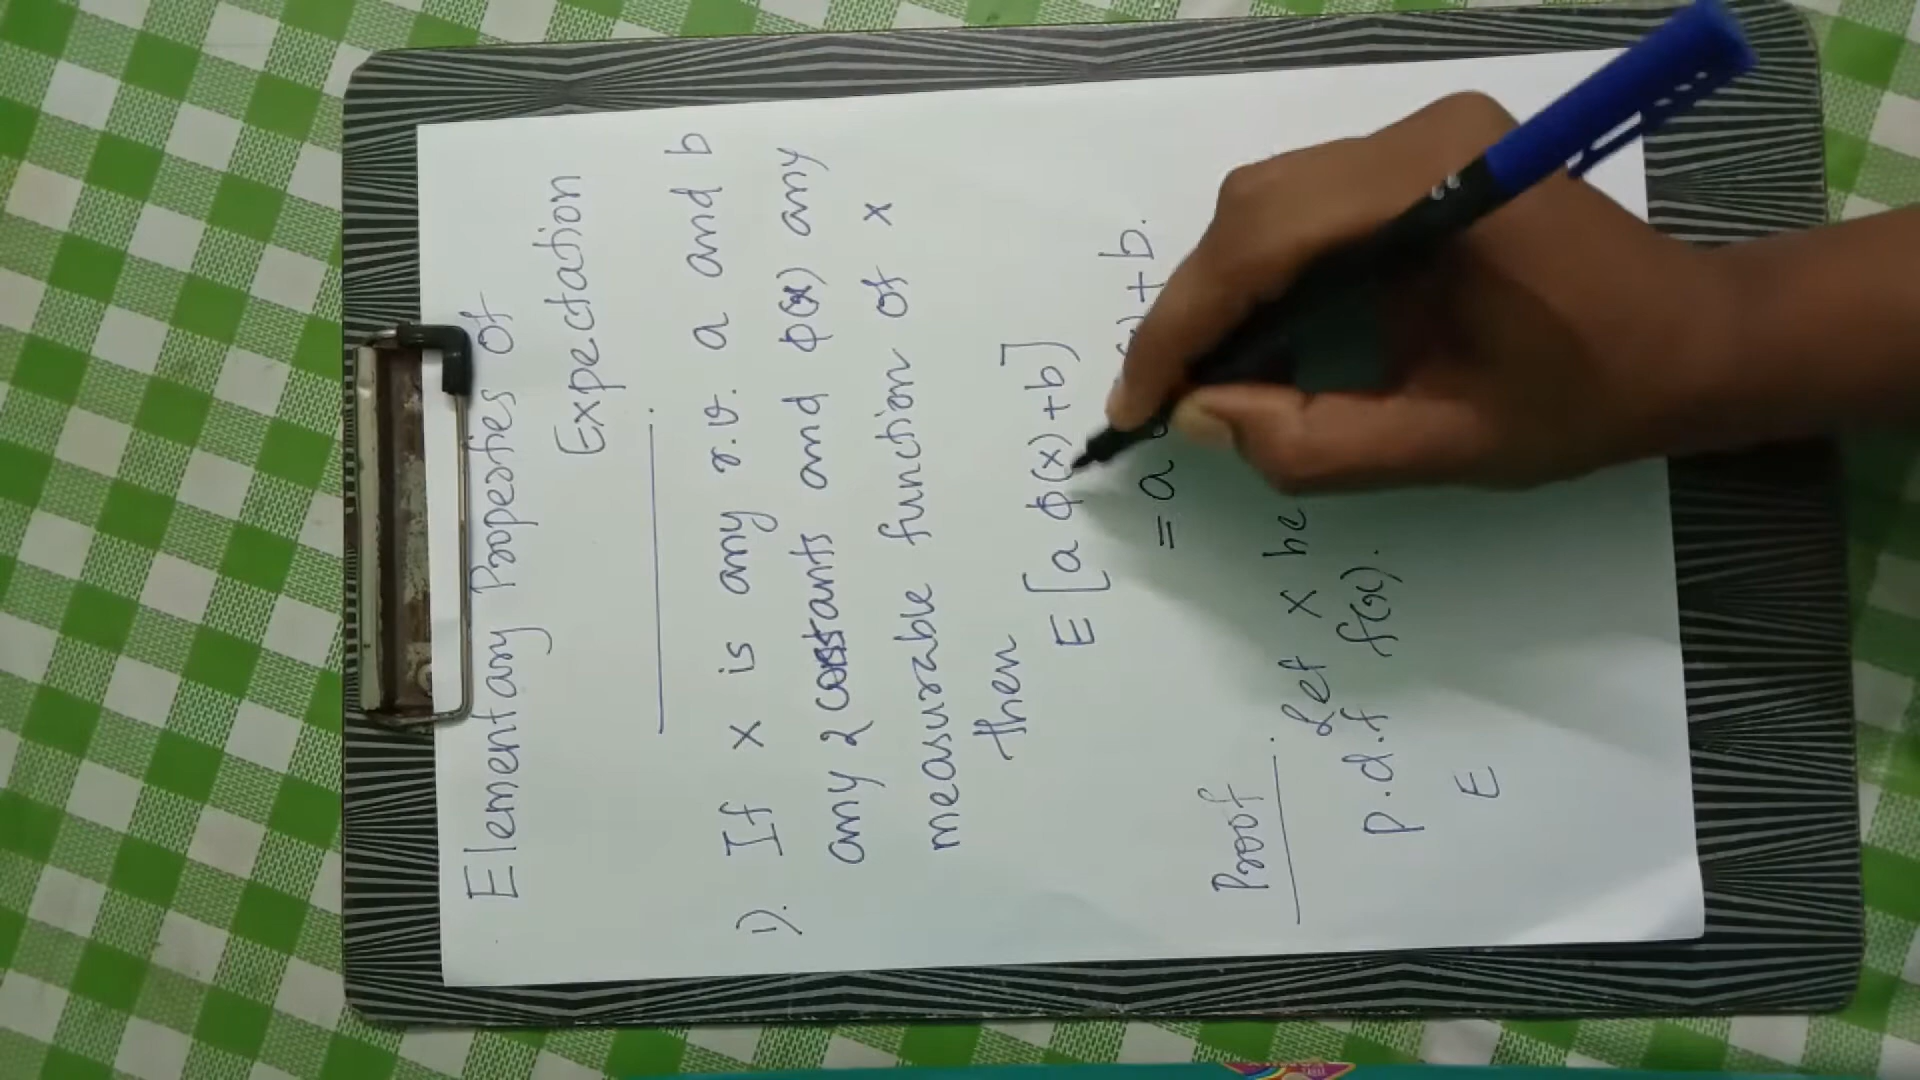 Elementary Properties of
Expectation
1). If x is any r.v. a and b
any 2 constants and ϕ(x) any
measurable function of x
then
E [a ϕ(x)+b]
= a + b.
Proof
Let x be
p.d.f f(x).
E